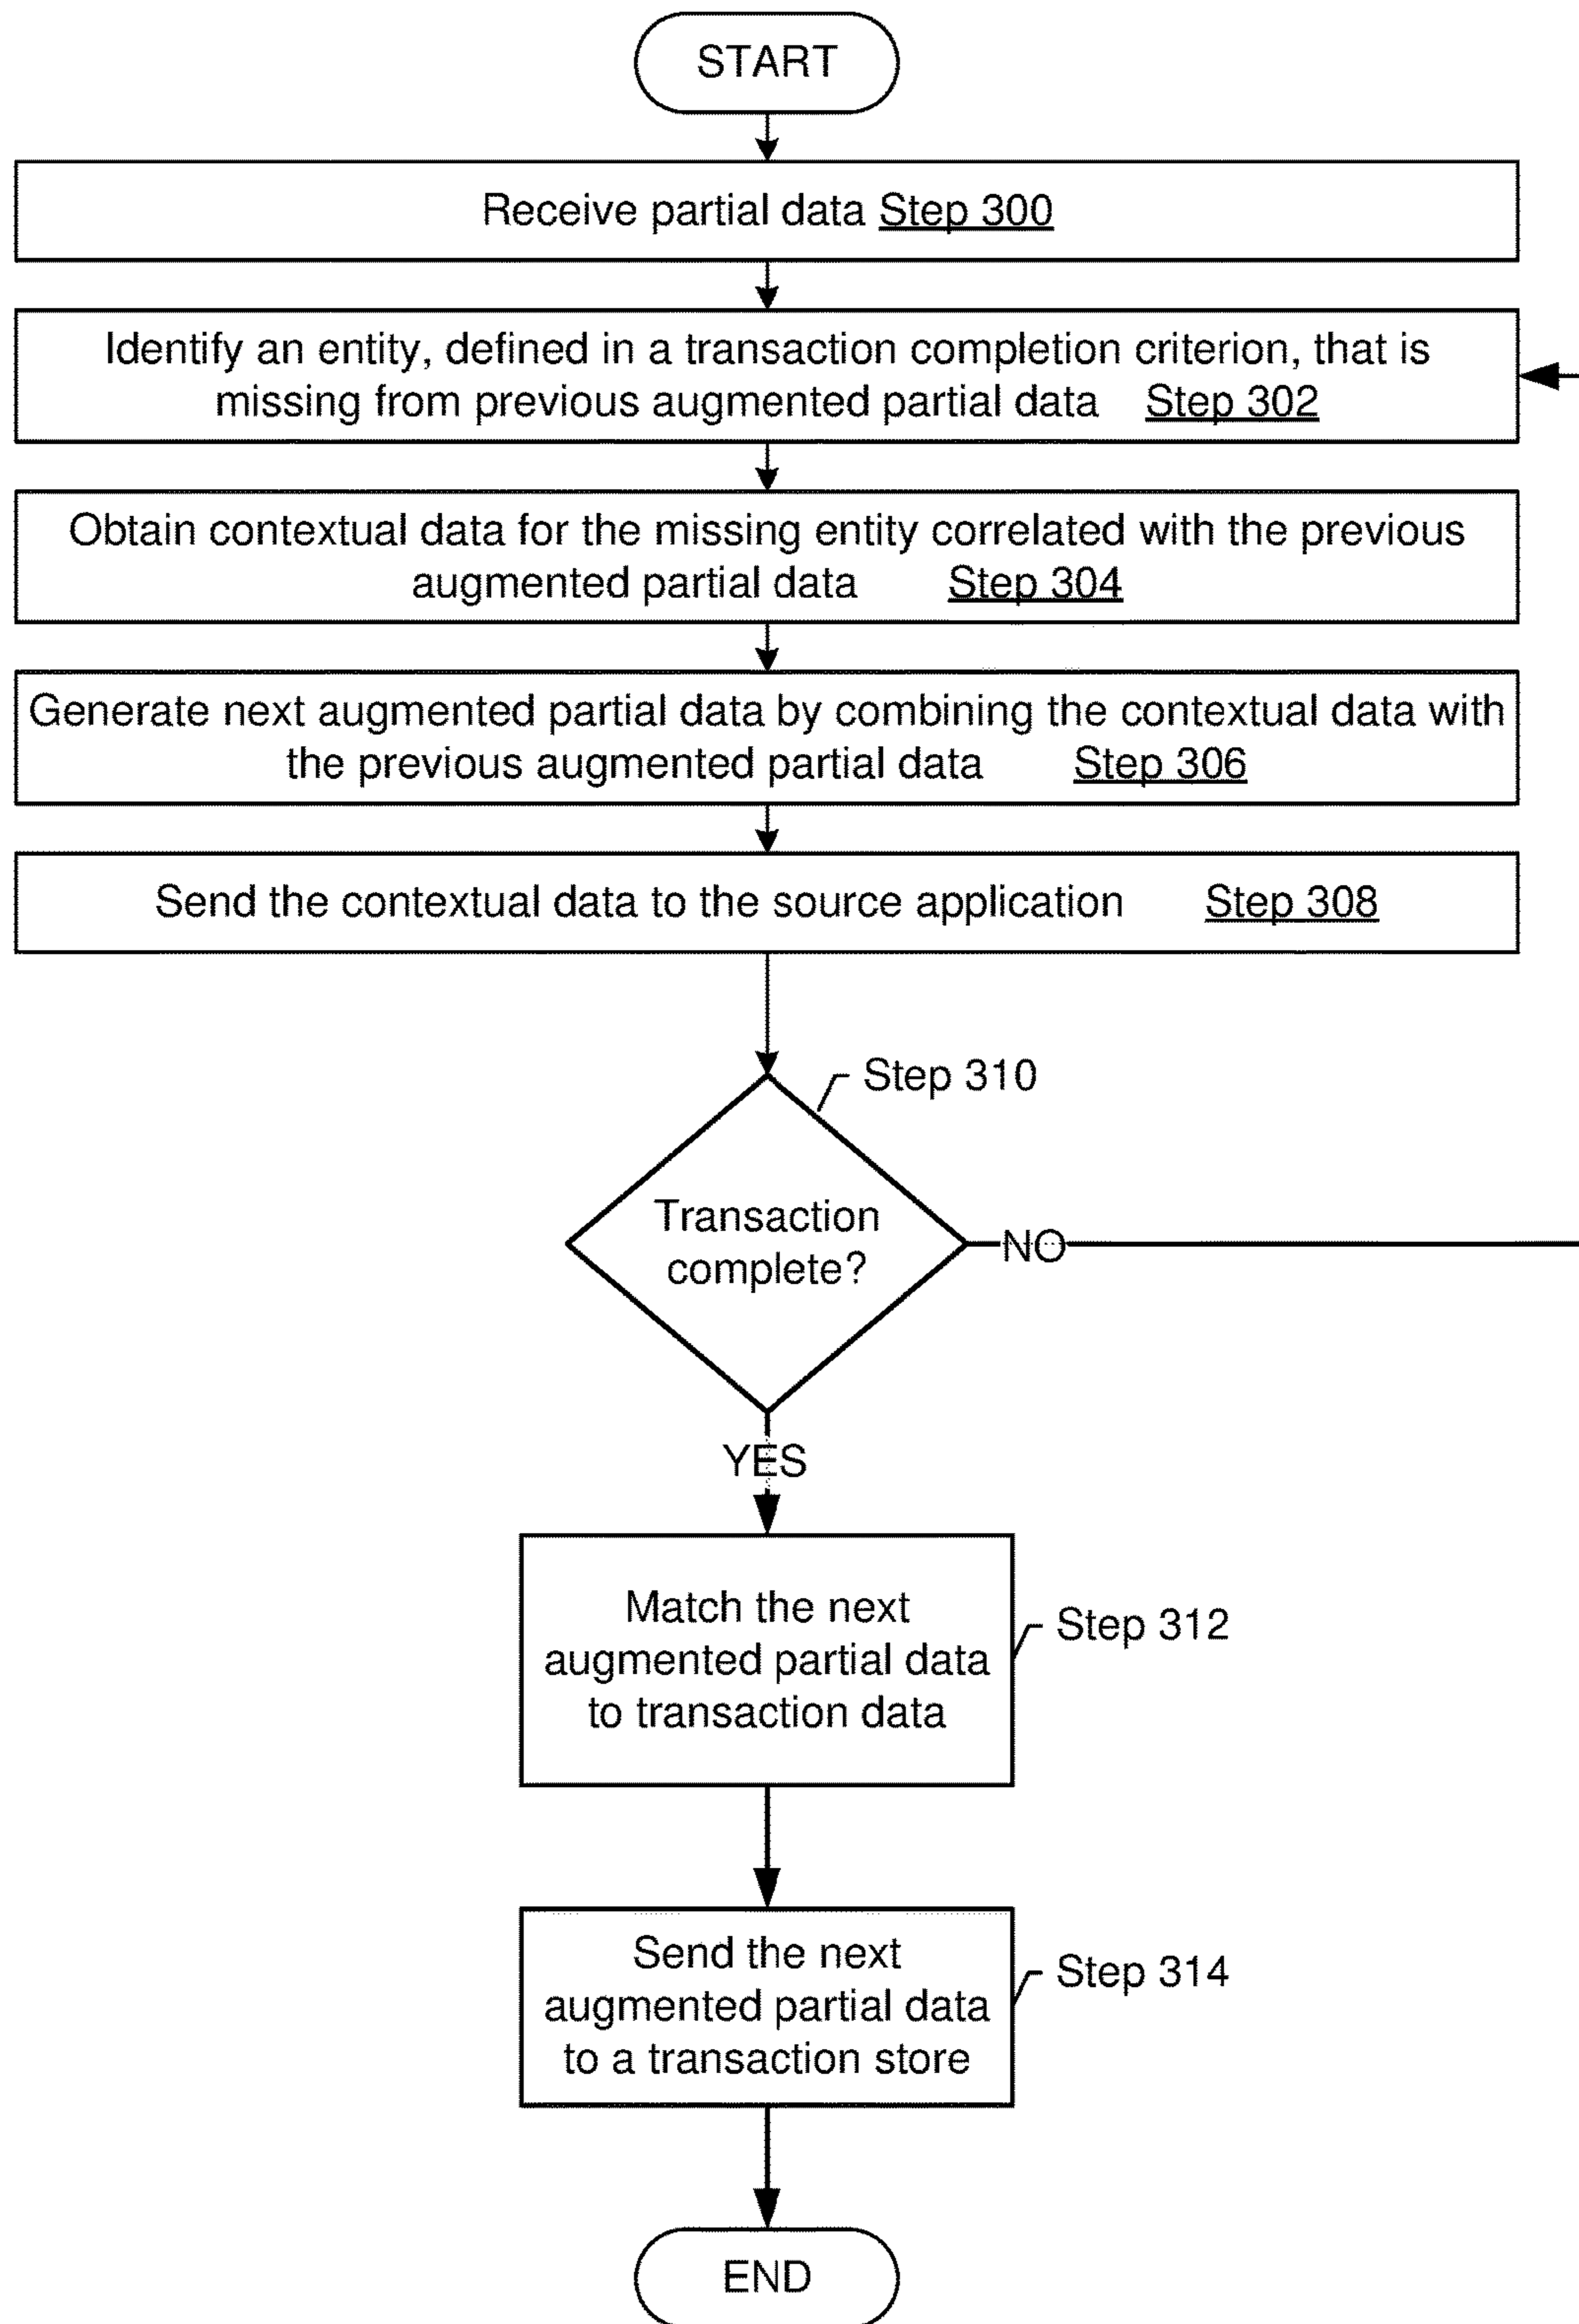 START
Receive partial data Step 300
Identify an entity, defined in a transaction completion criterion, that is
missing from previous augmented partial data Step 302
Obtain contextual data for the missing entity correlated with the previous
augmented partial data Step 304
Generate next augmented partial data by combining the contextual data with
the previous augmented partial data Step 306
Send the contextual data to the source application Step 308
Step 310
Transaction
complete?
NO
YES
Match the next
augmented partial data
to transaction data
Step 312
Send the next
augmented partial data
to a transaction store
Step 314
END